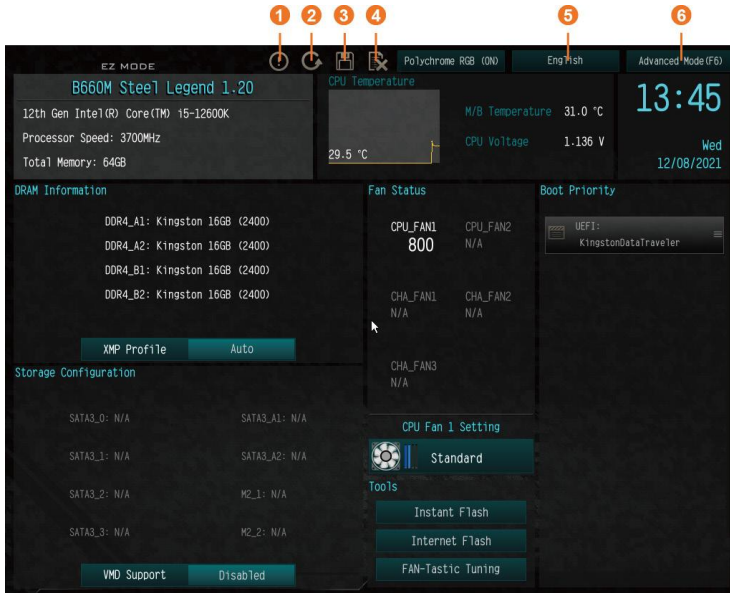 1 2 3 4 5 6
EZ MODE
Polychrome RGB (ON)
English
Advanced Mode(F6)
B660M Steel Legend 1.20
12th Gen Intel(R) Core(TM) i5-12600K
Processor Speed: 3700MHz
Total Memory: 64GB
CPU Temperature
29.5 °C
M/B Temperature 31.0 °C
CPU Voltage 1.136 V
13:45
Wed
12/08/2021
DRAM Information
DDR4_A1: Kingston 16GB (2400)
DDR4_A2: Kingston 16GB (2400)
DDR4_B1: Kingston 16GB (2400)
DDR4_B2: Kingston 16GB (2400)
XMP Profile Auto
Storage Configuration
SATA3_0: N/A SATA3_A1: N/A
SATA3_1: N/A SATA3_A2: N/A
SATA3_2: N/A M2_1: N/A
SATA3_3: N/A M2_2: N/A
VMD Support Disabled
Fan Status
CPU_FAN1 CPU_FAN2
800 N/A
CHA_FAN1 CHA_FAN2
N/A N/A
CHA_FAN3
N/A
CPU Fan 1 Setting
Standard
Tools
Instant Flash
Internet Flash
FAN-Tastic Tuning
Boot Priority
UEFI:
KingstonDataTraveler